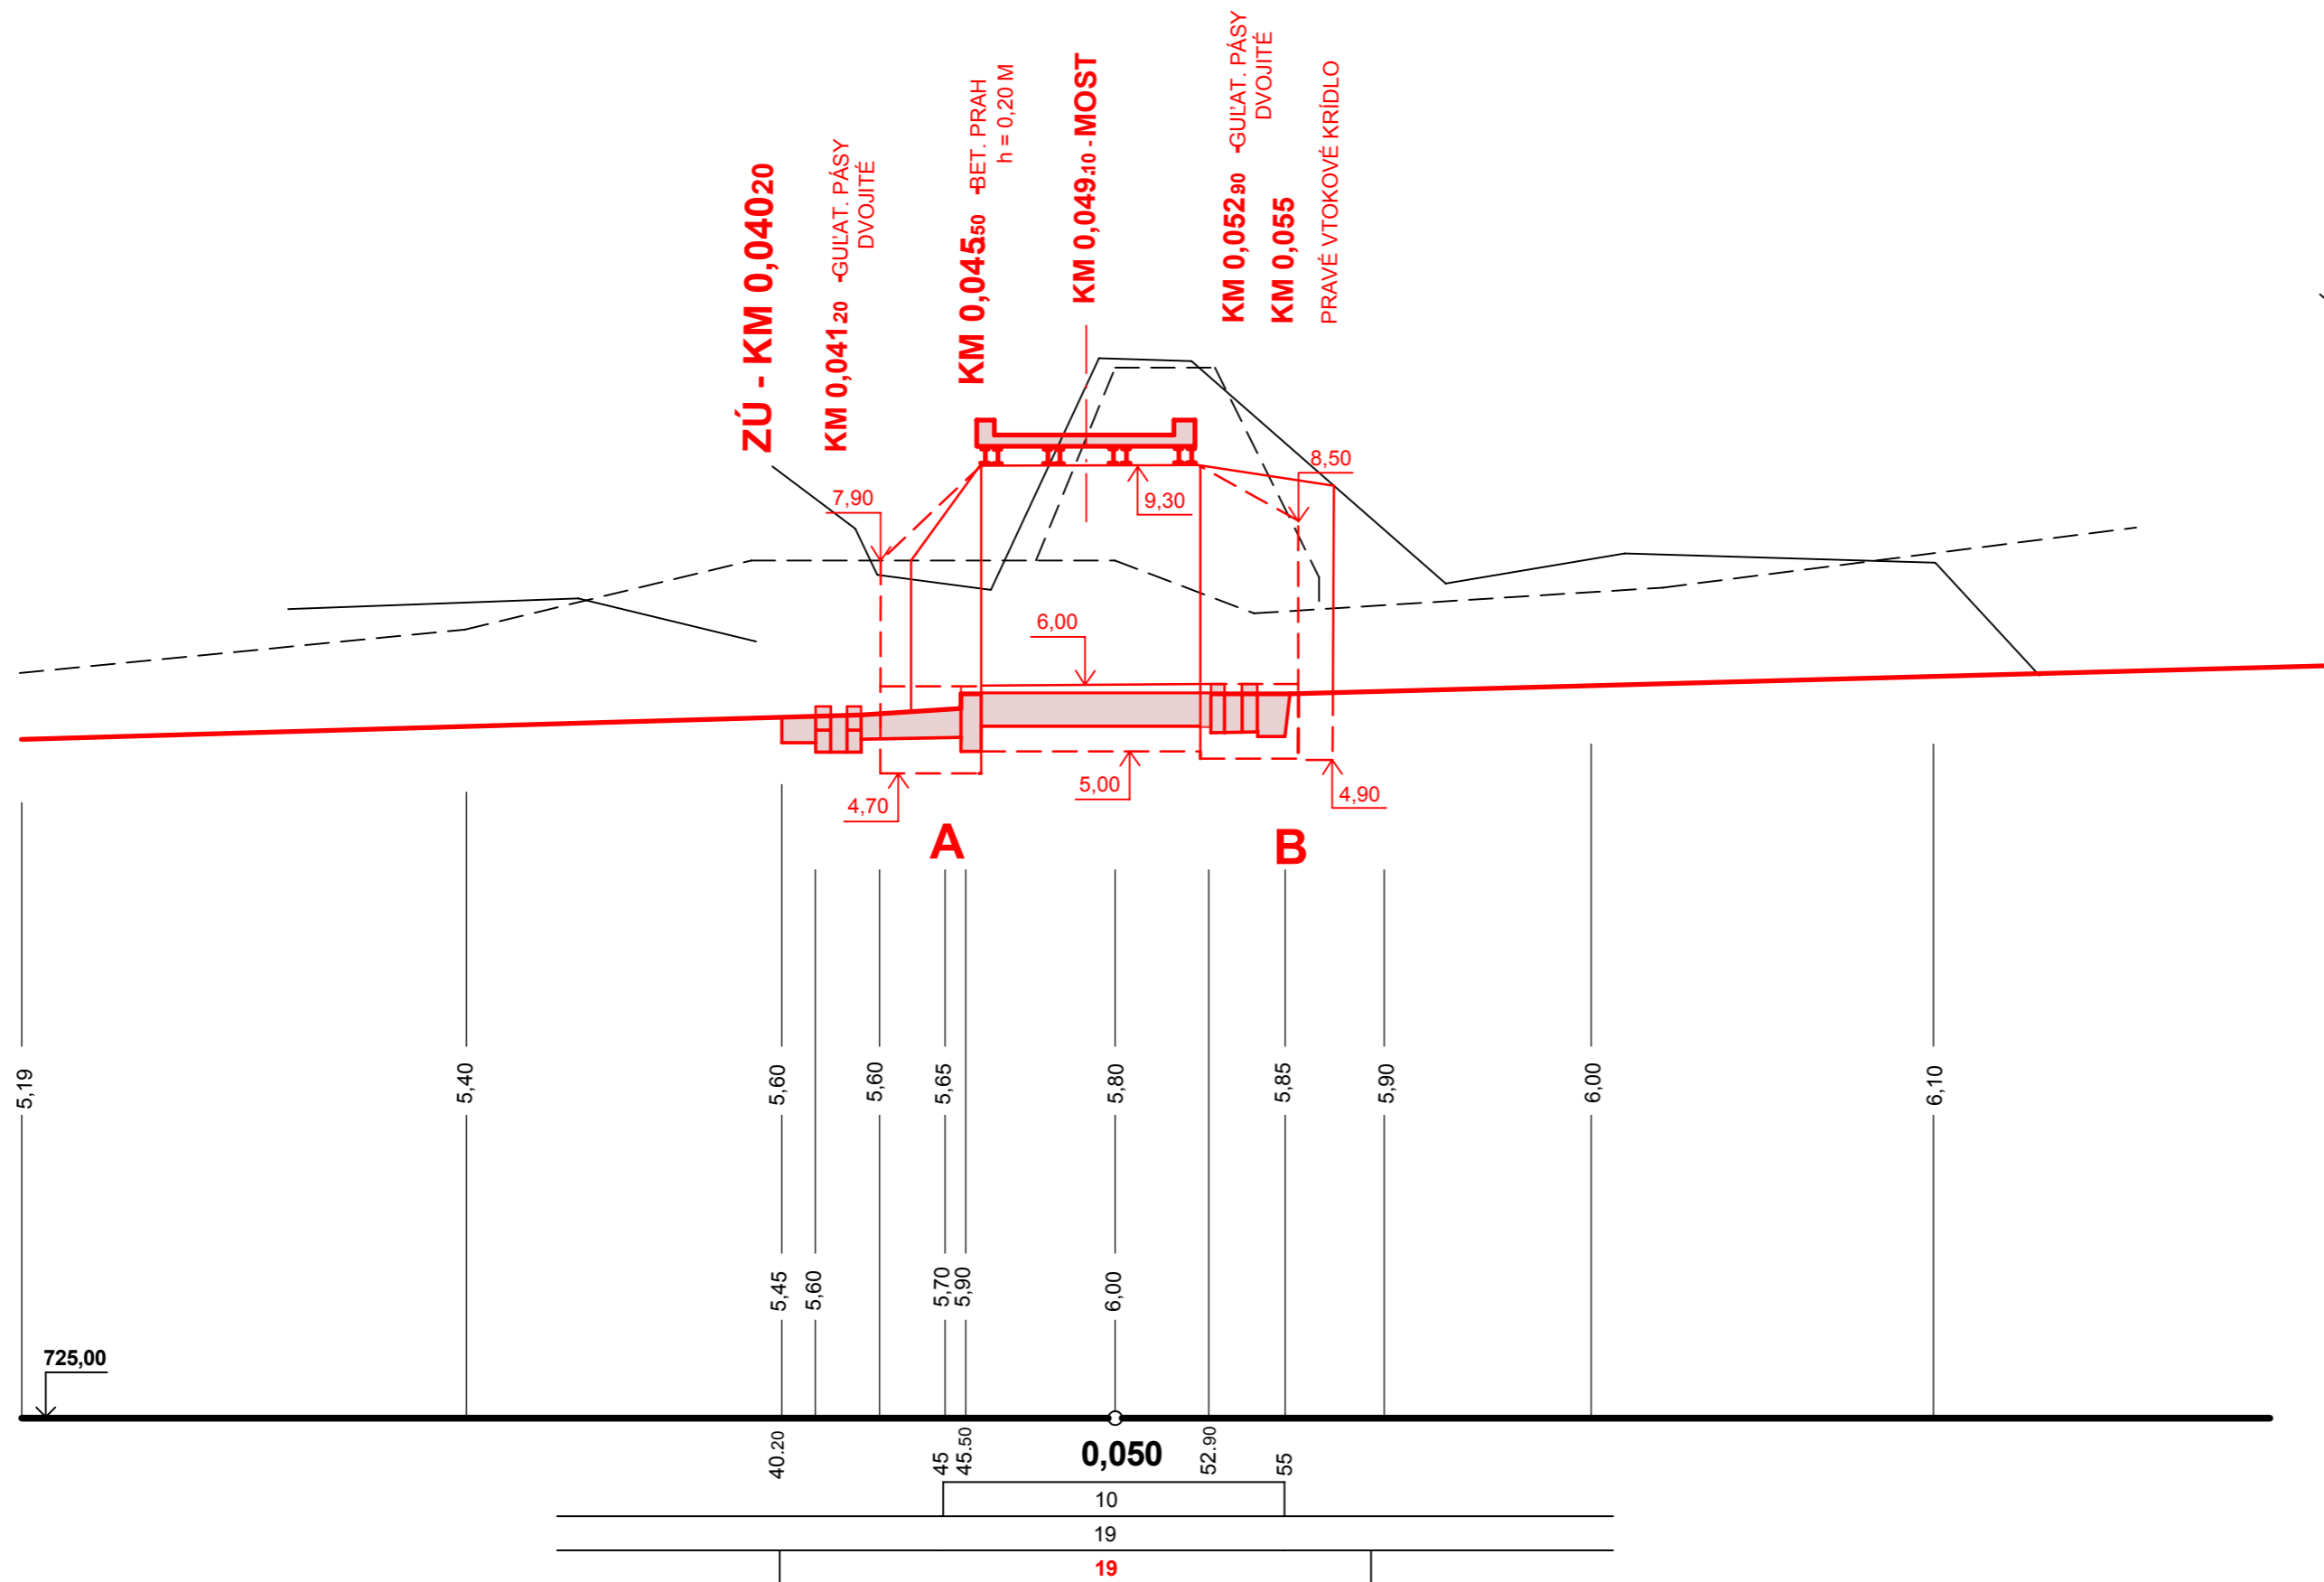 ZÚ - KM 0,04020
KM 0,04120 - GUĽAT. PÁSY
DVOJITÉ
KM 0,045.50 - BET. PRAH
h = 0,20 M
KM 0,049.10 - MOST
KM 0,052.90 - GUĽAT. PÁSY
DVOJITÉ
KM 0,055
PRAVÉ VTOKOVÉ KRÍDLO
7,90
8,50
9,30
6,00
4,70
5,00
4,90
A
B
5,19
5,40
5,60
5,60
5,65
5,80
5,85
5,90
6,00
6,10
5,45
5,60
5,70
5,90
6,00
725,00
40.20
45
45.50
0,050
52.90
55
10
19
19